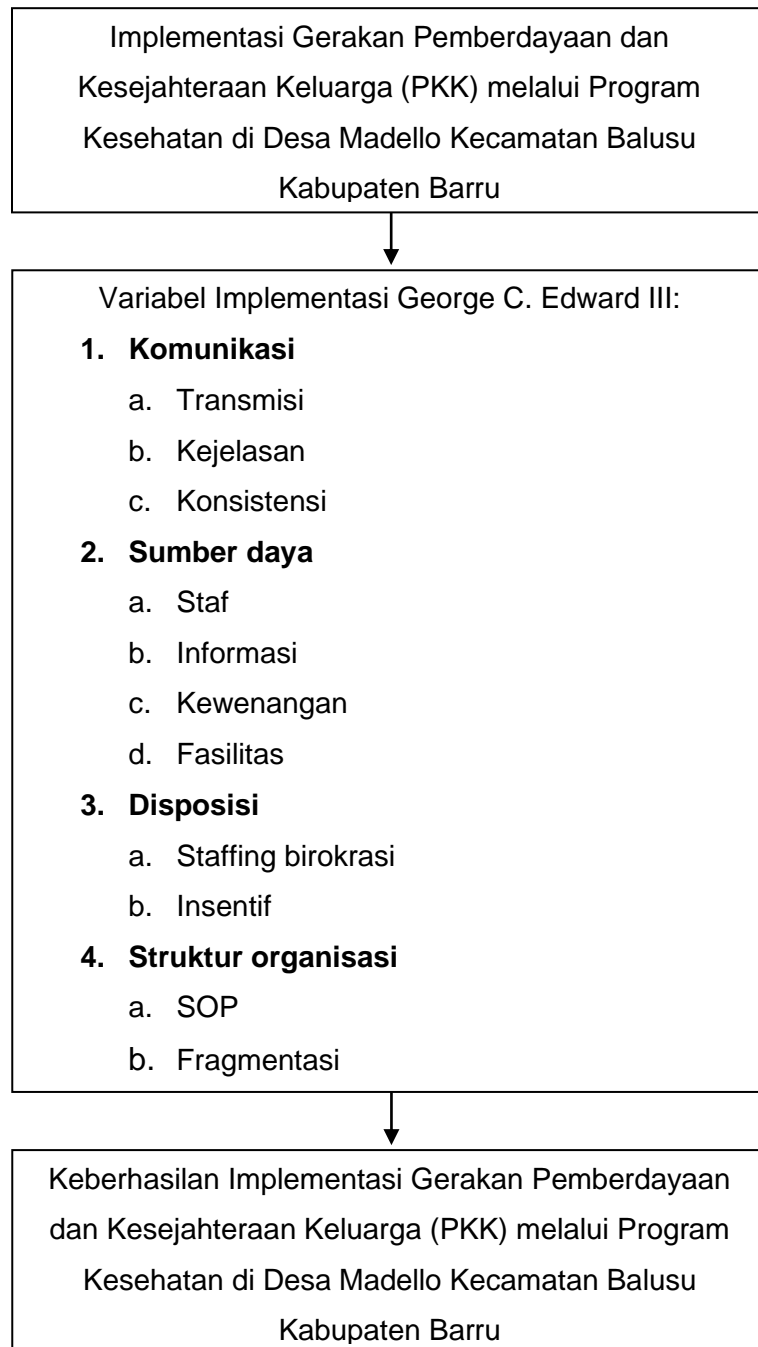 Implementasi Gerakan Pemberdayaan dan
Kesejahteraan Keluarga (PKK) melalui Program
Kesehatan di Desa Madello Kecamatan Balusu
Kabupaten Barru
Variabel Implementasi George C. Edward III:
1. Komunikasi
a. Transmisi
b. Kejelasan
c. Konsistensi
2. Sumber daya
a. Staf
b. Informasi
c. Kewenangan
d. Fasilitas
3. Disposisi
a. Staffing birokrasi
b. Insentif
4. Struktur organisasi
a. SOP
b. Fragmentasi
Keberhasilan Implementasi Gerakan Pemberdayaan
dan Kesejahteraan Keluarga (PKK) melalui Program
Kesehatan di Desa Madello Kecamatan Balusu
Kabupaten Barru